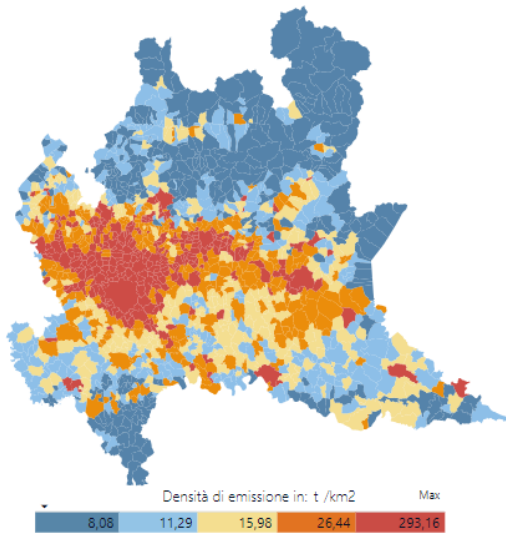 Densità di emissione in: t /km2
Max
8,08
11,29
15,98
26,44
293,16